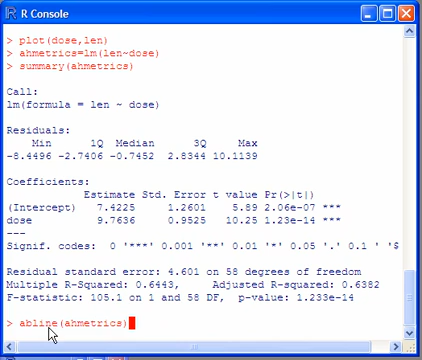 R Console
> plot(dose,len)
> ahmetrics=lm(len~dose)
> summary(ahmetrics)
Call:
lm(formula = len ~ dose)
Residuals:
Min 1Q Median 3Q Max
-8.4496 -2.7406 -0.7452 2.8344 10.1139
Coefficients:
Estimate Std. Error t value Pr(>|t|)
(Intercept) 7.4225 1.2601 5.89 2.06e-07 ***
dose 9.7636 0.9525 10.25 1.23e-14 ***
---
Signif. codes: 0 '***' 0.001 '**' 0.01 '*' 0.05 '.' 0.1 ' '$
Residual standard error: 4.601 on 58 degrees of freedom
Multiple R-Squared: 0.6443, Adjusted R-squared: 0.6382
F-statistic: 105.1 on 1 and 58 DF, p-value: 1.233e-14
> abline(ahmetrics)